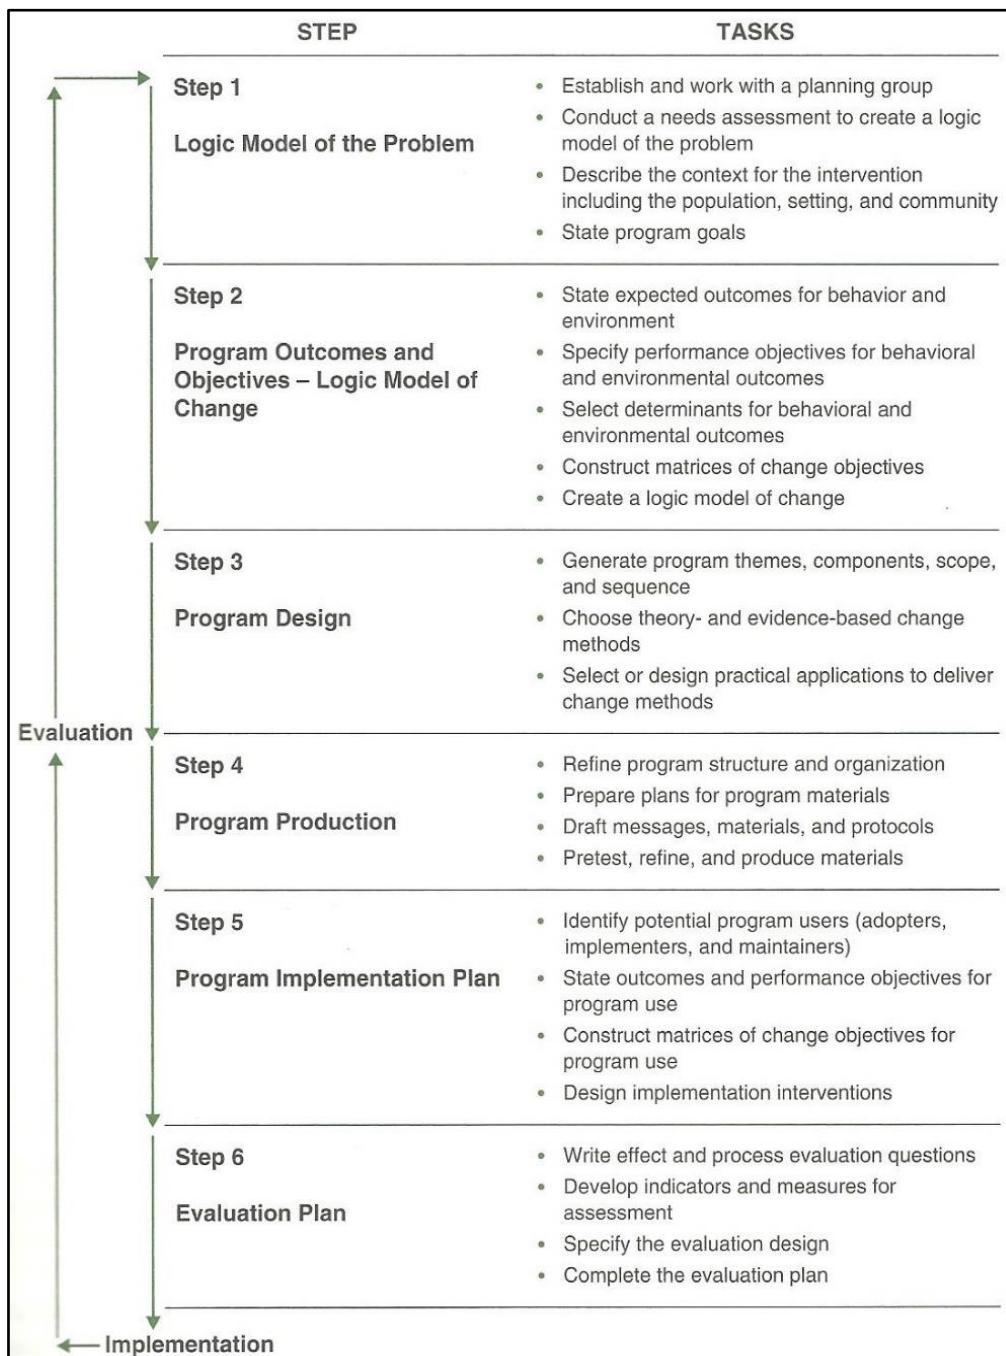 STEP
TASKS
Step 1
Logic Model of the Problem
• Establish and work with a planning group
• Conduct a needs assessment to create a logic
model of the problem
• Describe the context for the intervention
including the population, setting, and community
• State program goals
Step 2
Program Outcomes and
Objectives – Logic Model of
Change
• State expected outcomes for behavior and
environment
• Specify performance objectives for behavioral
and environmental outcomes
• Select determinants for behavioral and
environmental outcomes
• Construct matrices of change objectives
• Create a logic model of change
Step 3
Program Design
• Generate program themes, components, scope,
and sequence
• Choose theory- and evidence-based change
methods
• Select or design practical applications to deliver
change methods
Evaluation
Step 4
Program Production
• Refine program structure and organization
• Prepare plans for program materials
• Draft messages, materials, and protocols
• Pretest, refine, and produce materials
Step 5
Program Implementation Plan
• Identify potential program users (adopters,
implementers, and maintainers)
• State outcomes and performance objectives for
program use
• Construct matrices of change objectives for
program use
• Design implementation interventions
Step 6
Evaluation Plan
• Write effect and process evaluation questions
• Develop indicators and measures for
assessment
• Specify the evaluation design
• Complete the evaluation plan
Implementation